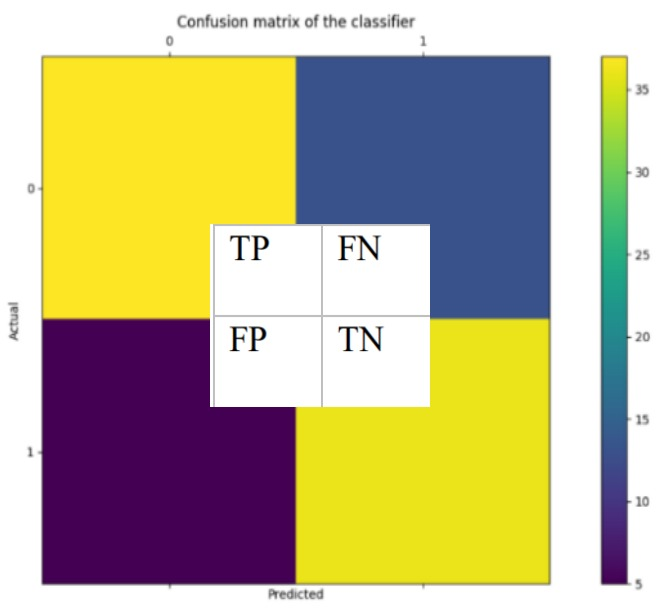 Confusion matrix of the classifier
0 1
35
30
25
20
15
10
5
0
1
Actual
TP FN
FP TN
Predicted